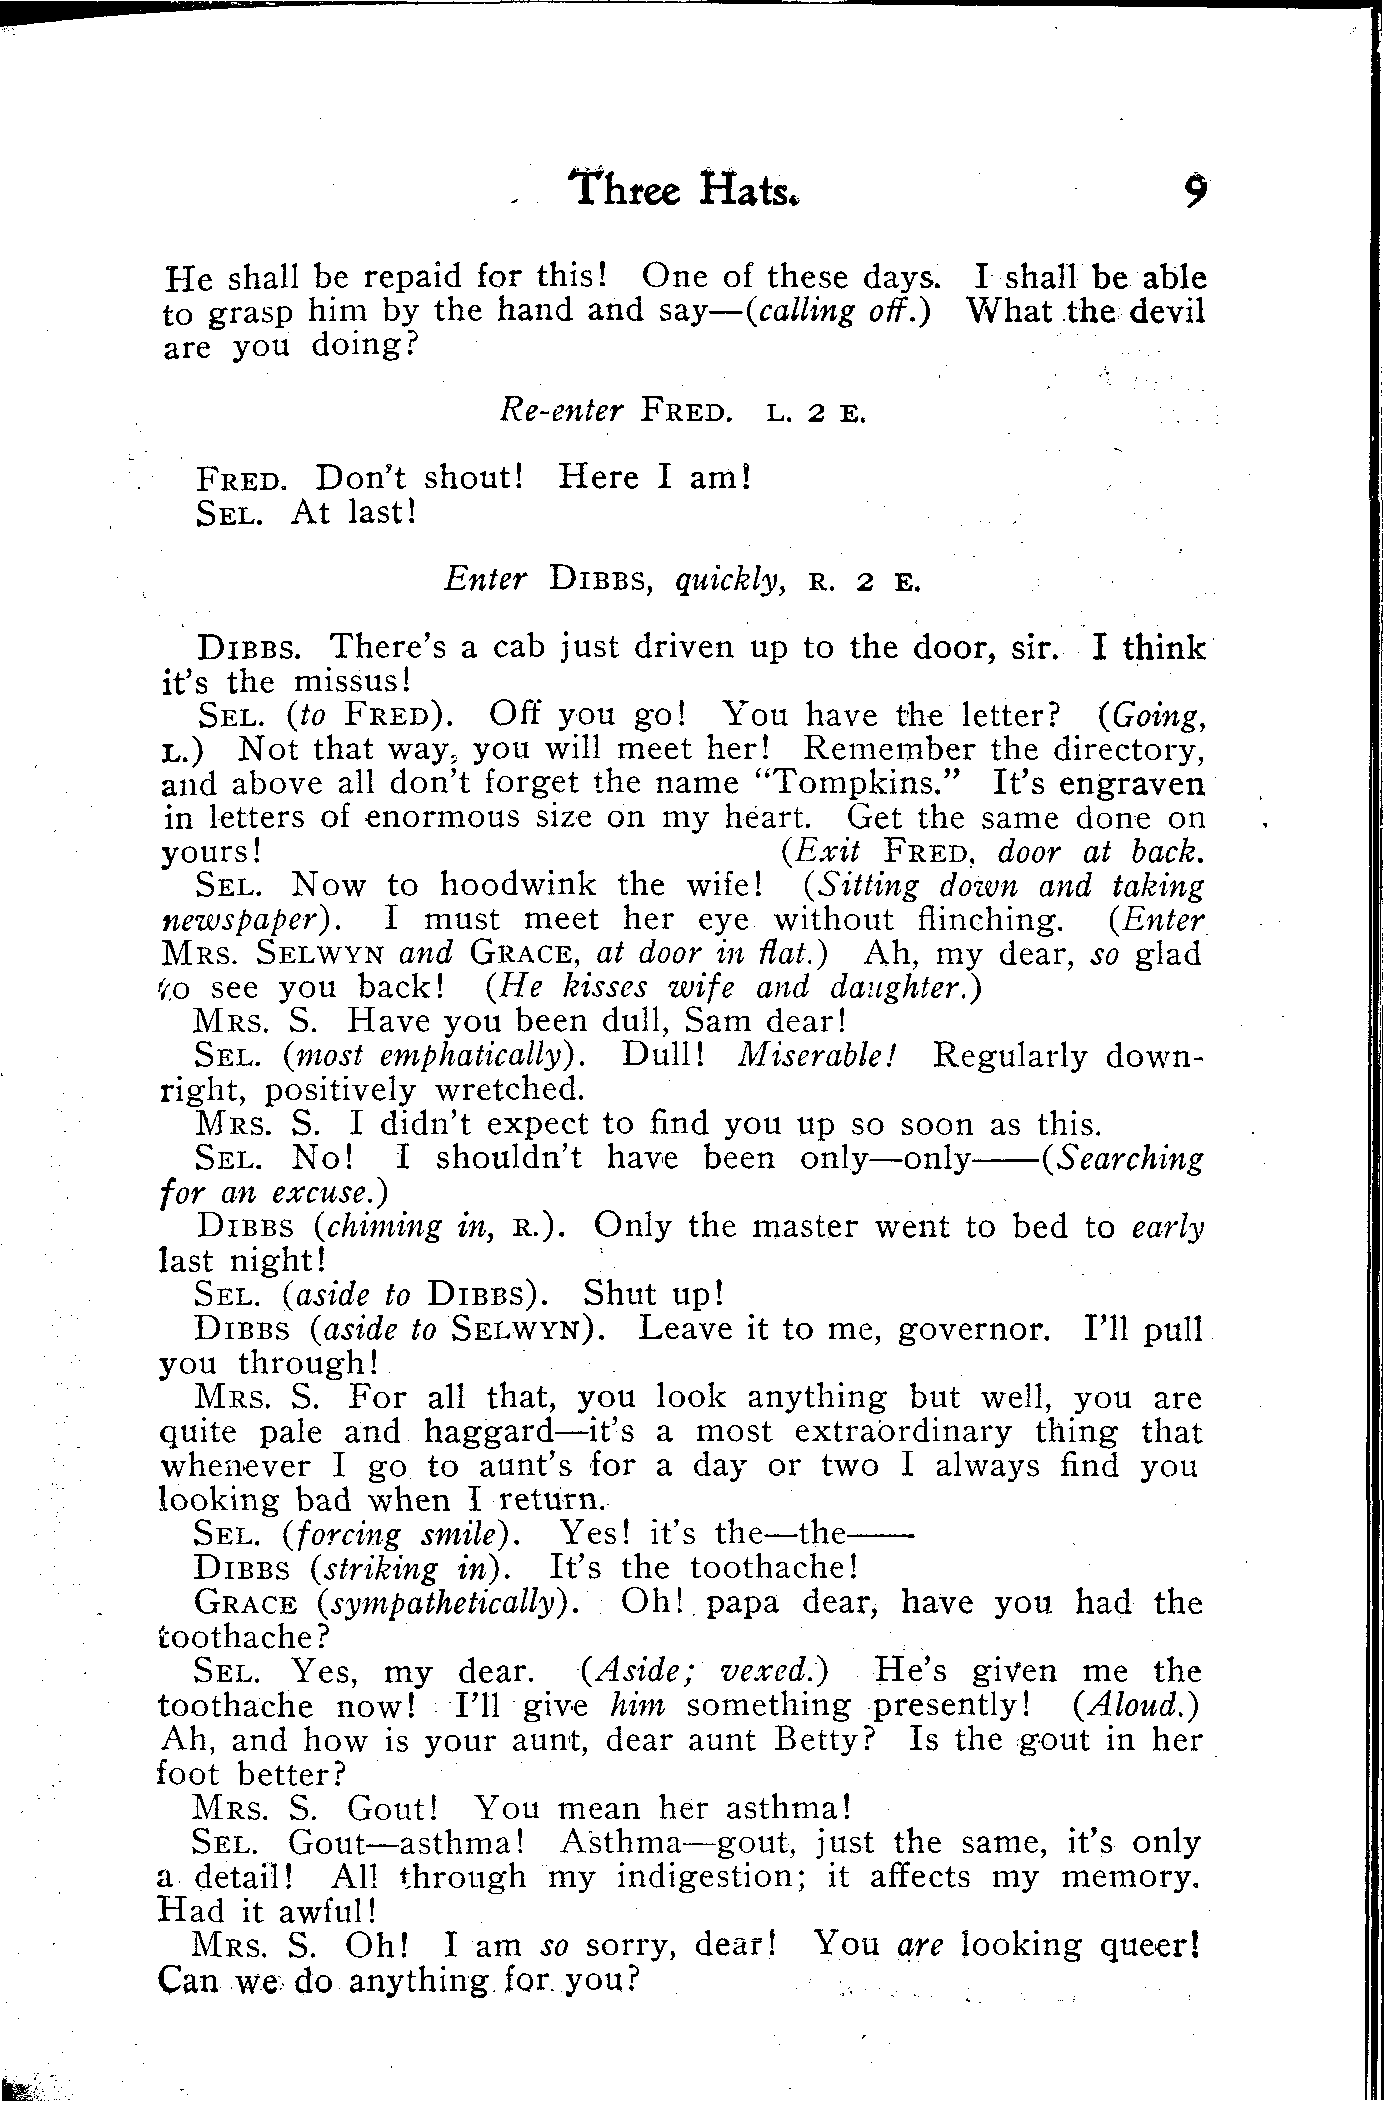 Three Hats. 9
He shall be repaid for this! One of these days. I shall be able
to grasp him by the hand and say—(calling off.) What the devil
are you doing?
Re-enter FRED. L. 2 E.
FRED. Don't shout! Here I am!
SEL. At last!
Enter DIBBS, quickly, R. 2 E.
DIBBS. There's a cab just driven up to the door, sir. I think
it's the missus!
SEL. (to FRED). Off you go! You have the letter? (Going,
L.) Not that way, you will meet her! Remember the directory,
and above all don't forget the name "Tompkins." It's engraven
in letters of enormous size on my heart. Get the same done on
yours! (Exit FRED, door at back.
SEL. Now to hoodwink the wife! (Sitting down and taking
newspaper). I must meet her eye without flinching. (Enter
MRS. SELWYN and GRACE, at door in flat.) Ah, my dear, so glad
to see you back! (He kisses wife and daughter.)
MRS. S. Have you been dull, Sam dear!
SEL. (most emphatically). Dull! Miserable! Regularly down-
right, positively wretched.
MRS. S. I didn't expect to find you up so soon as this.
SEL. No! I shouldn't have been only—only——(Searching
for an excuse.)
DIBBS (chiming in, R.). Only the master went to bed to early
last night!
SEL. (aside to DIBBS). Shut up!
DIBBS (aside to SELWYN). Leave it to me, governor. I'll pull
you through!
MRS. S. For all that, you look anything but well, you are
quite pale and haggard—it's a most extraordinary thing that
whenever I go to aunt's for a day or two I always find you
looking bad when I return.
SEL. (forcing smile). Yes! it's the—the——
DIBBS (striking in). It's the toothache!
GRACE (sympathetically). Oh! papa dear, have you had the
toothache?
SEL. Yes, my dear. (Aside; vexed.) He's given me the
toothache now! I'll give him something presently! (Aloud.)
Ah, and how is your aunt, dear aunt Betty? Is the gout in her
foot better?
MRS. S. Gout! You mean her asthma!
SEL. Gout—asthma! Asthma—gout, just the same, it's only
a detail! All through my indigestion; it affects my memory.
Had it awful!
MRS. S. Oh! I am so sorry, dear! You are looking queer!
Can we do anything for you?